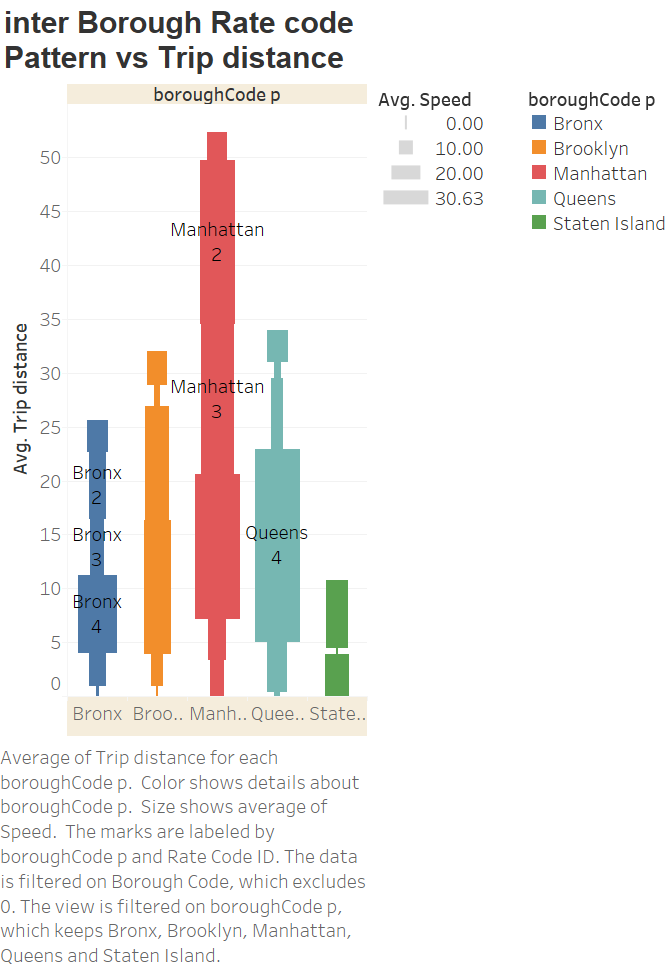 inter Borough Rate code
Pattern vs Trip distance
boroughCode p
Avg. Trip distance
50
45
40
35
30
25
20
15
10
5
0
Manhattan
2
Manhattan
3
Bronx
2
Bronx
3
Bronx
4
Queens
4
Bronx
Broo..
Manh..
Quee..
State..
Avg. Speed
0.00
10.00
20.00
30.63
boroughCode p
Bronx
Brooklyn
Manhattan
Queens
Staten Island
Average of Trip distance for each
boroughCode p.  Color shows details about
boroughCode p.  Size shows average of
Speed.  The marks are labeled by
boroughCode p and Rate Code ID. The data
is filtered on Borough Code, which excludes
0. The view is filtered on boroughCode p,
which keeps Bronx, Brooklyn, Manhattan,
Queens and Staten Island.